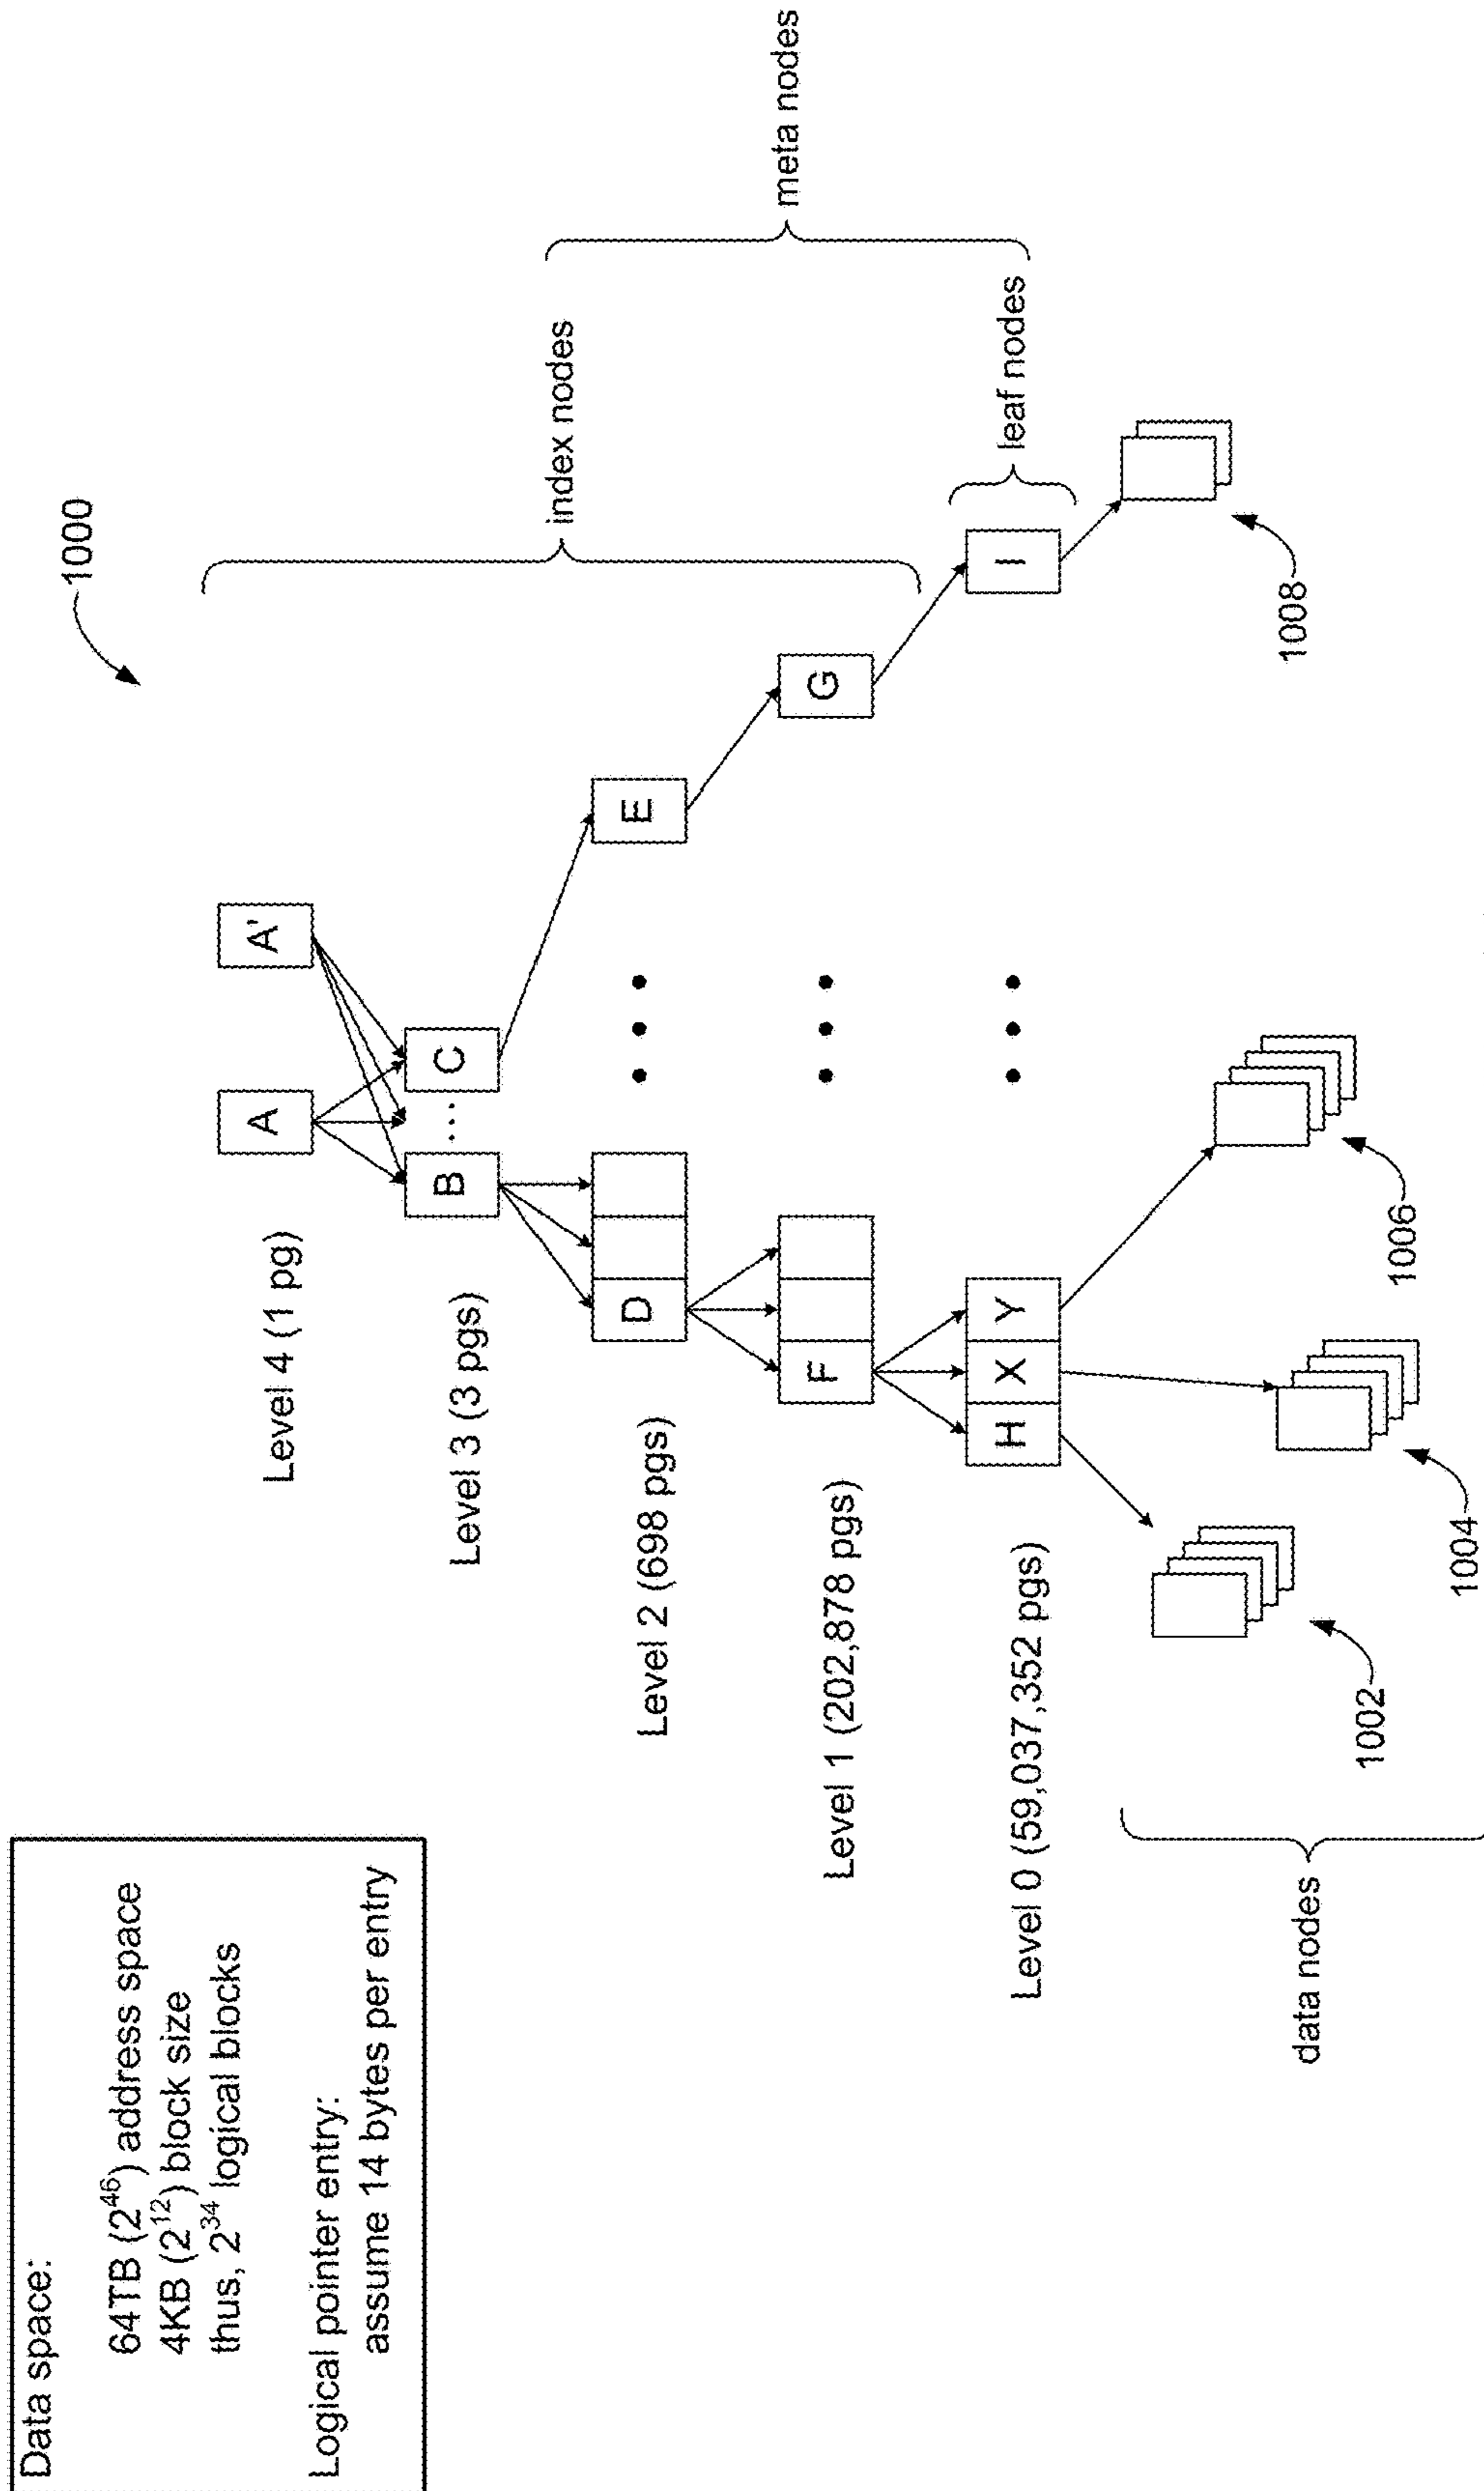 Data space:
64TB (2^46) address space
4KB (2^12) block size
thus, 2^34 logical blocks
Logical pointer entry:
assume 14 bytes per entry
1000
Level 4 (1 pg)
A
A'
Level 3 (3 pgs)
B
...
C
index nodes
Level 2 (698 pgs)
D
E
meta nodes
Level 1 (202,878 pgs)
F
G
Level 0 (59,037,352 pgs)
H
X
Y
I
leaf nodes
data nodes
1002
1004
1006
1008